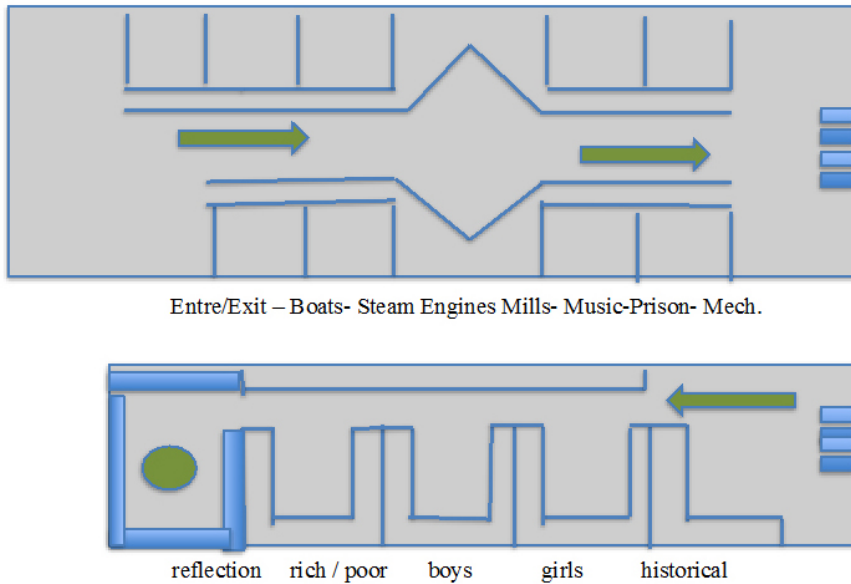 Entre/Exit – Boats- Steam Engines Mills- Music-Prison- Mech.
reflection rich / poor boys girls historical